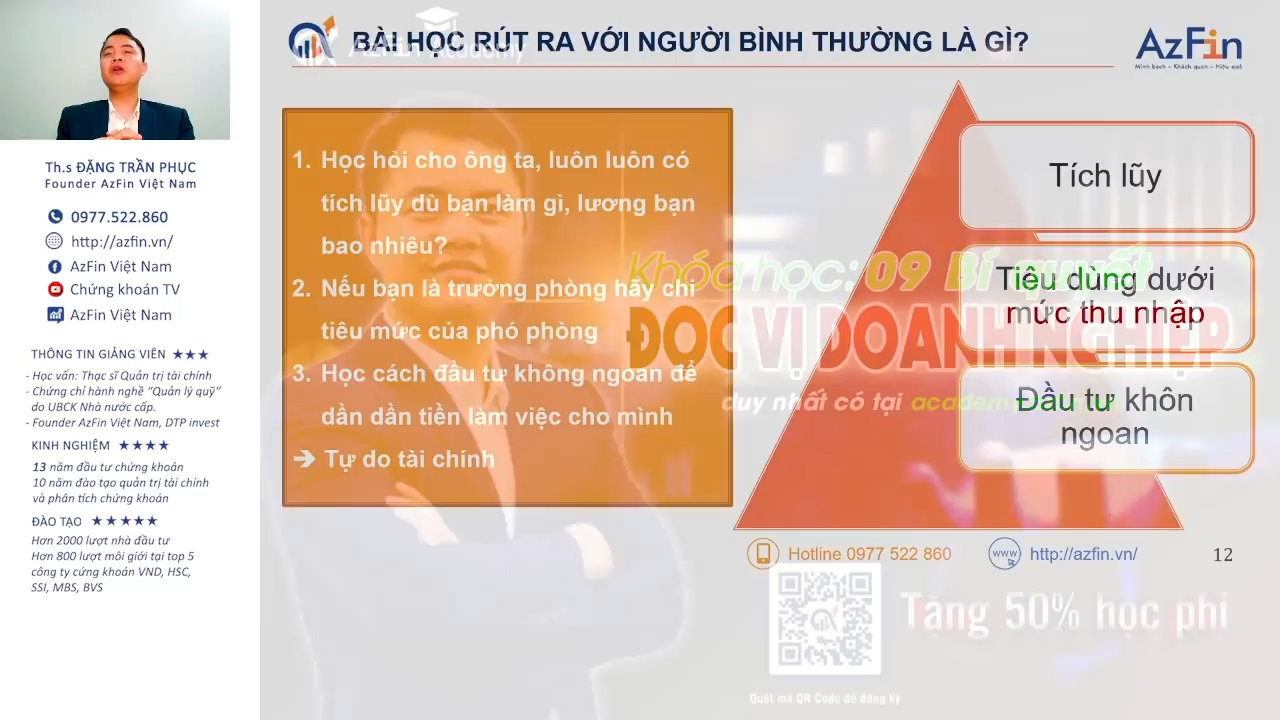 BÀI HỌC RÚT RA VỚI NGƯỜI BÌNH THƯỜNG LÀ GÌ?
AzFin Academy
AzFin
Minh bạch – Khách quan – Hiệu quả
Th.s ĐẶNG TRẦN PHỤC
Founder AzFin Việt Nam
0977.522.860
http://azfin.vn/
AzFin Việt Nam
Chứng khoán TV
AzFin Việt Nam
THÔNG TIN GIẢNG VIÊN ★★★
- Học vấn: Thạc sĩ Quản trị tài chính
- Chứng chỉ hành nghề “Quản lý quỹ”
do UBCK Nhà nước cấp.
- Founder AzFin Việt Nam, DTP invest
KINH NGHIỆM ★★★★
13 năm đầu tư chứng khoán
10 năm đào tạo quản trị tài chính
và phân tích chứng khoán
ĐÀO TẠO ★★★★★
Hơn 2000 lượt nhà đầu tư
Hơn 800 lượt môi giới tại top 5
công ty cứng khoán VND, HSC,
SSI, MBS, BVS
1. Học hỏi cho ông ta, luôn luôn có
tích lũy dù bạn làm gì, lương bạn
bao nhiêu?
2. Nếu bạn là trưởng phòng hãy chi
tiêu mức của phó phòng
3. Học cách đầu tư không ngoan để
dần dần tiền làm việc cho mình
➔ Tự do tài chính
Tích lũy
Tiêu dùng dưới
mức thu nhập
Đầu tư khôn
ngoan
Khóa học: 09 Bí quyết
ĐỌC VỊ DOANH NGHIỆP
duy nhất có tại
Hotline 0977 522 860
www
http://azfin.vn/
12
Tặng 50% học phí
Quét mã QR Code để đăng ký